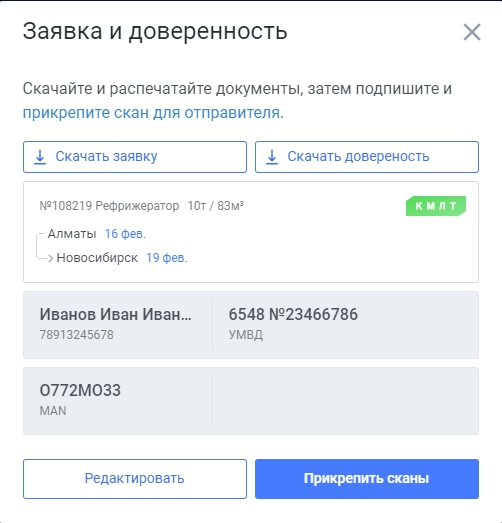 Заявка и доверенность
Скачайте и распечатайте документы, затем подпишите и
прикрепите скан для отправителя.
Скачать заявку
Скачать довереность
№108219 Рефрижератор 10т / 83м³
КМЛТ
Алматы 16 фев.
Новосибирск 19 фев.
Иванов Иван Иван...
6548 №23466786
78913245678
УМВД
О772МО33
MAN
Редактировать
Прикрепить сканы